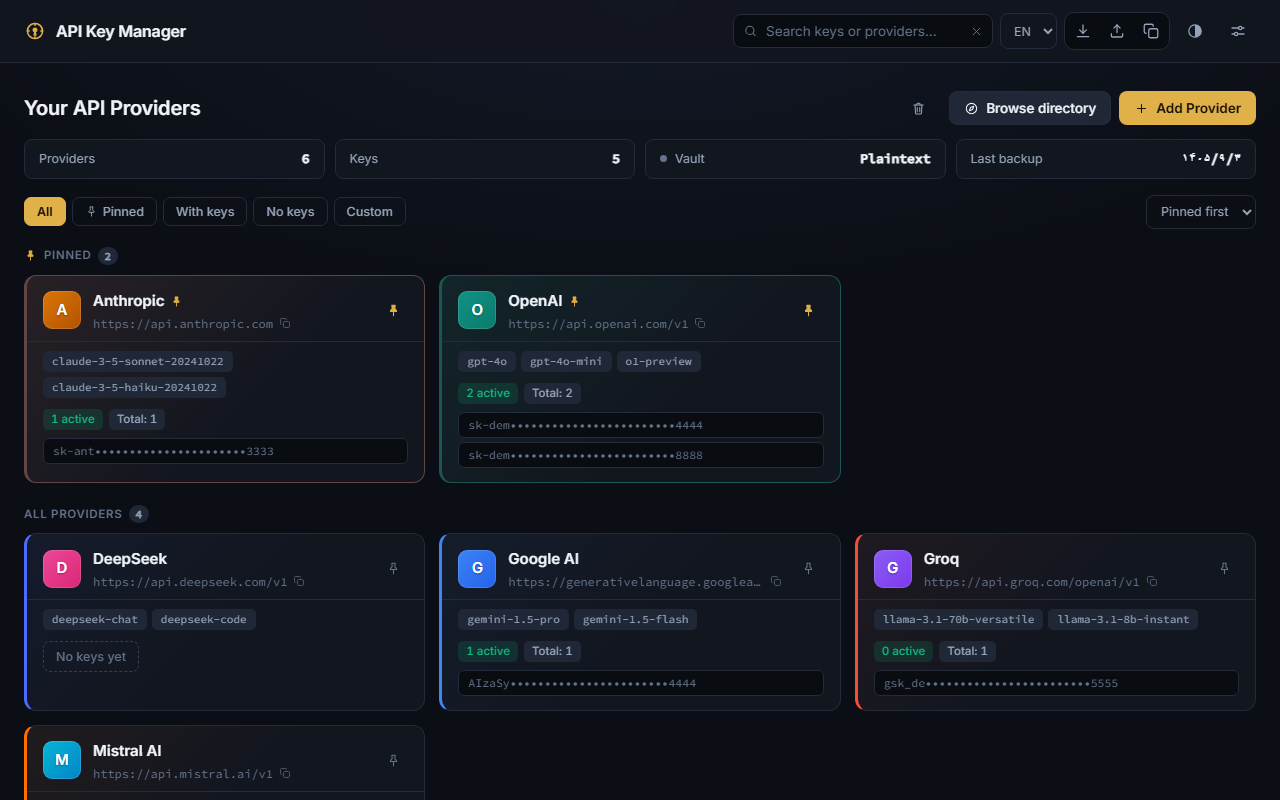 API Key Manager
Search keys or providers...
EN
Your API Providers
Browse directory
Add Provider
Providers 6
Keys 5
Vault Plaintext
Last backup ۱۴۰۵/۹/۳
All
Pinned
With keys
No keys
Custom
Pinned first
PINNED 2
A
Anthropic
https://api.anthropic.com
claude-3-5-sonnet-20241022
claude-3-5-haiku-20241022
1 active Total: 1
sk-ant••••••••••••••••••••••3333
O
OpenAI
https://api.openai.com/v1
gpt-4o gpt-4o-mini o1-preview
2 active Total: 2
sk-dem••••••••••••••••••••••••4444
sk-dem••••••••••••••••••••••••8888
ALL PROVIDERS 4
D
DeepSeek
https://api.deepseek.com/v1
deepseek-chat deepseek-code
No keys yet
G
Google AI
https://generativelanguage.googlea…
gemini-1.5-pro gemini-1.5-flash
1 active Total: 1
AIzaSy•••••••••••••••••••••••4444
G
Groq
https://api.groq.com/openai/v1
llama-3.1-70b-versatile llama-3.1-8b-instant
0 active Total: 1
gsk_de••••••••••••••••••••••••5555
M
Mistral AI
https://api.mistral.ai/v1